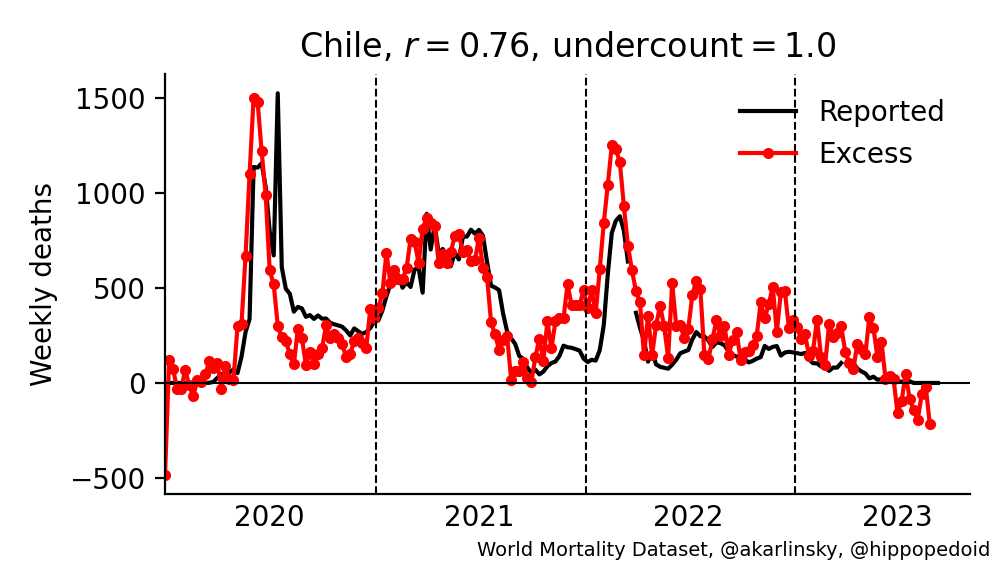 Chile, r = 0.76, undercount = 1.0
Weekly deaths
1500
1000
500
0
−500
Reported
Excess
2020 2021 2022 2023
World Mortality Dataset, @akarlinsky, @hippopedoid